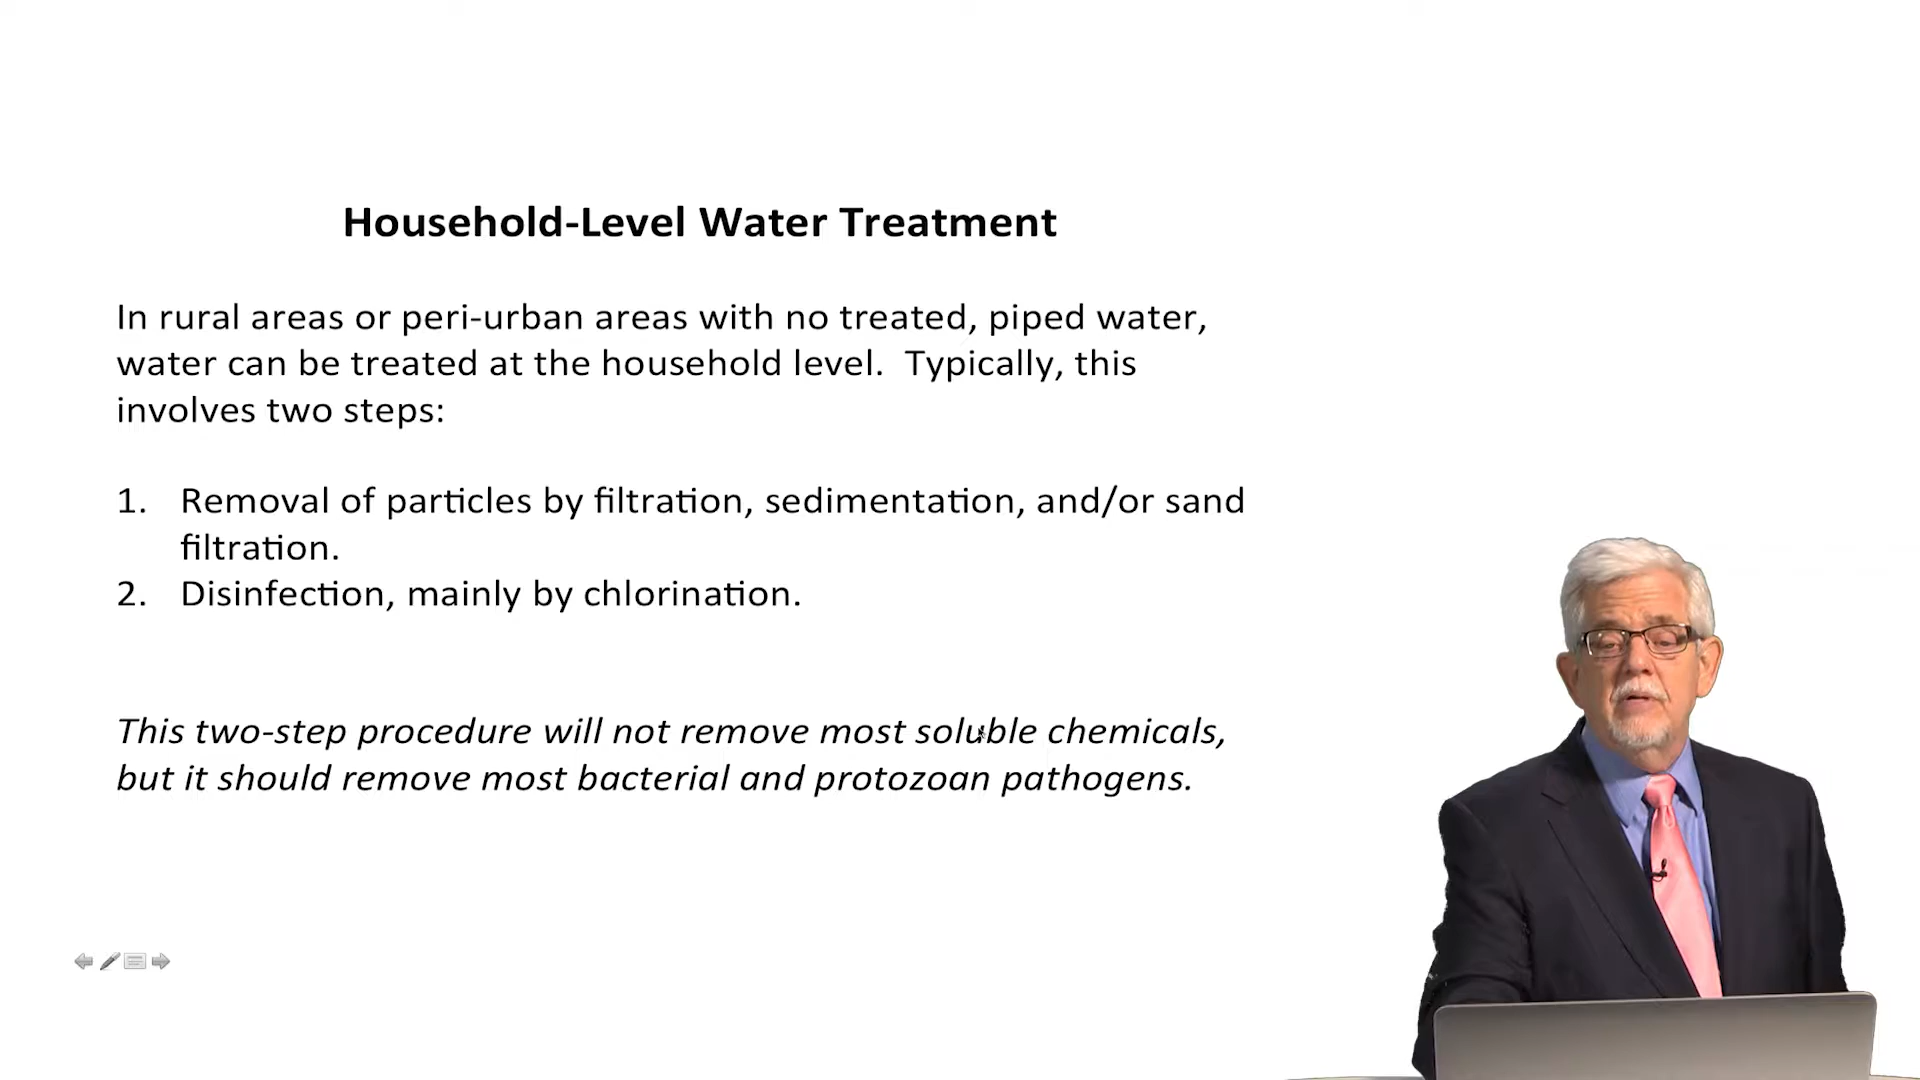 Household-Level Water Treatment
In rural areas or peri-urban areas with no treated, piped water,
water can be treated at the household level.  Typically, this
involves two steps:
1. Removal of particles by filtration, sedimentation, and/or sand
filtration.
2. Disinfection, mainly by chlorination.
This two-step procedure will not remove most soluble chemicals,
but it should remove most bacterial and protozoan pathogens.